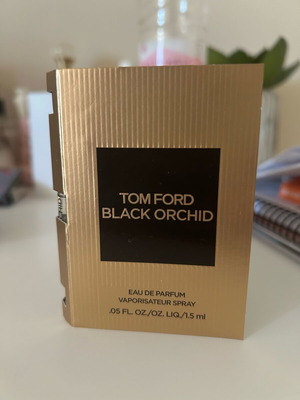 TOM FORD
BLACK ORCHID
EAU DE PARFUM
VAPORISATEUR SPRAY
.05 FL. OZ./OZ. LIQ./1.5 ml